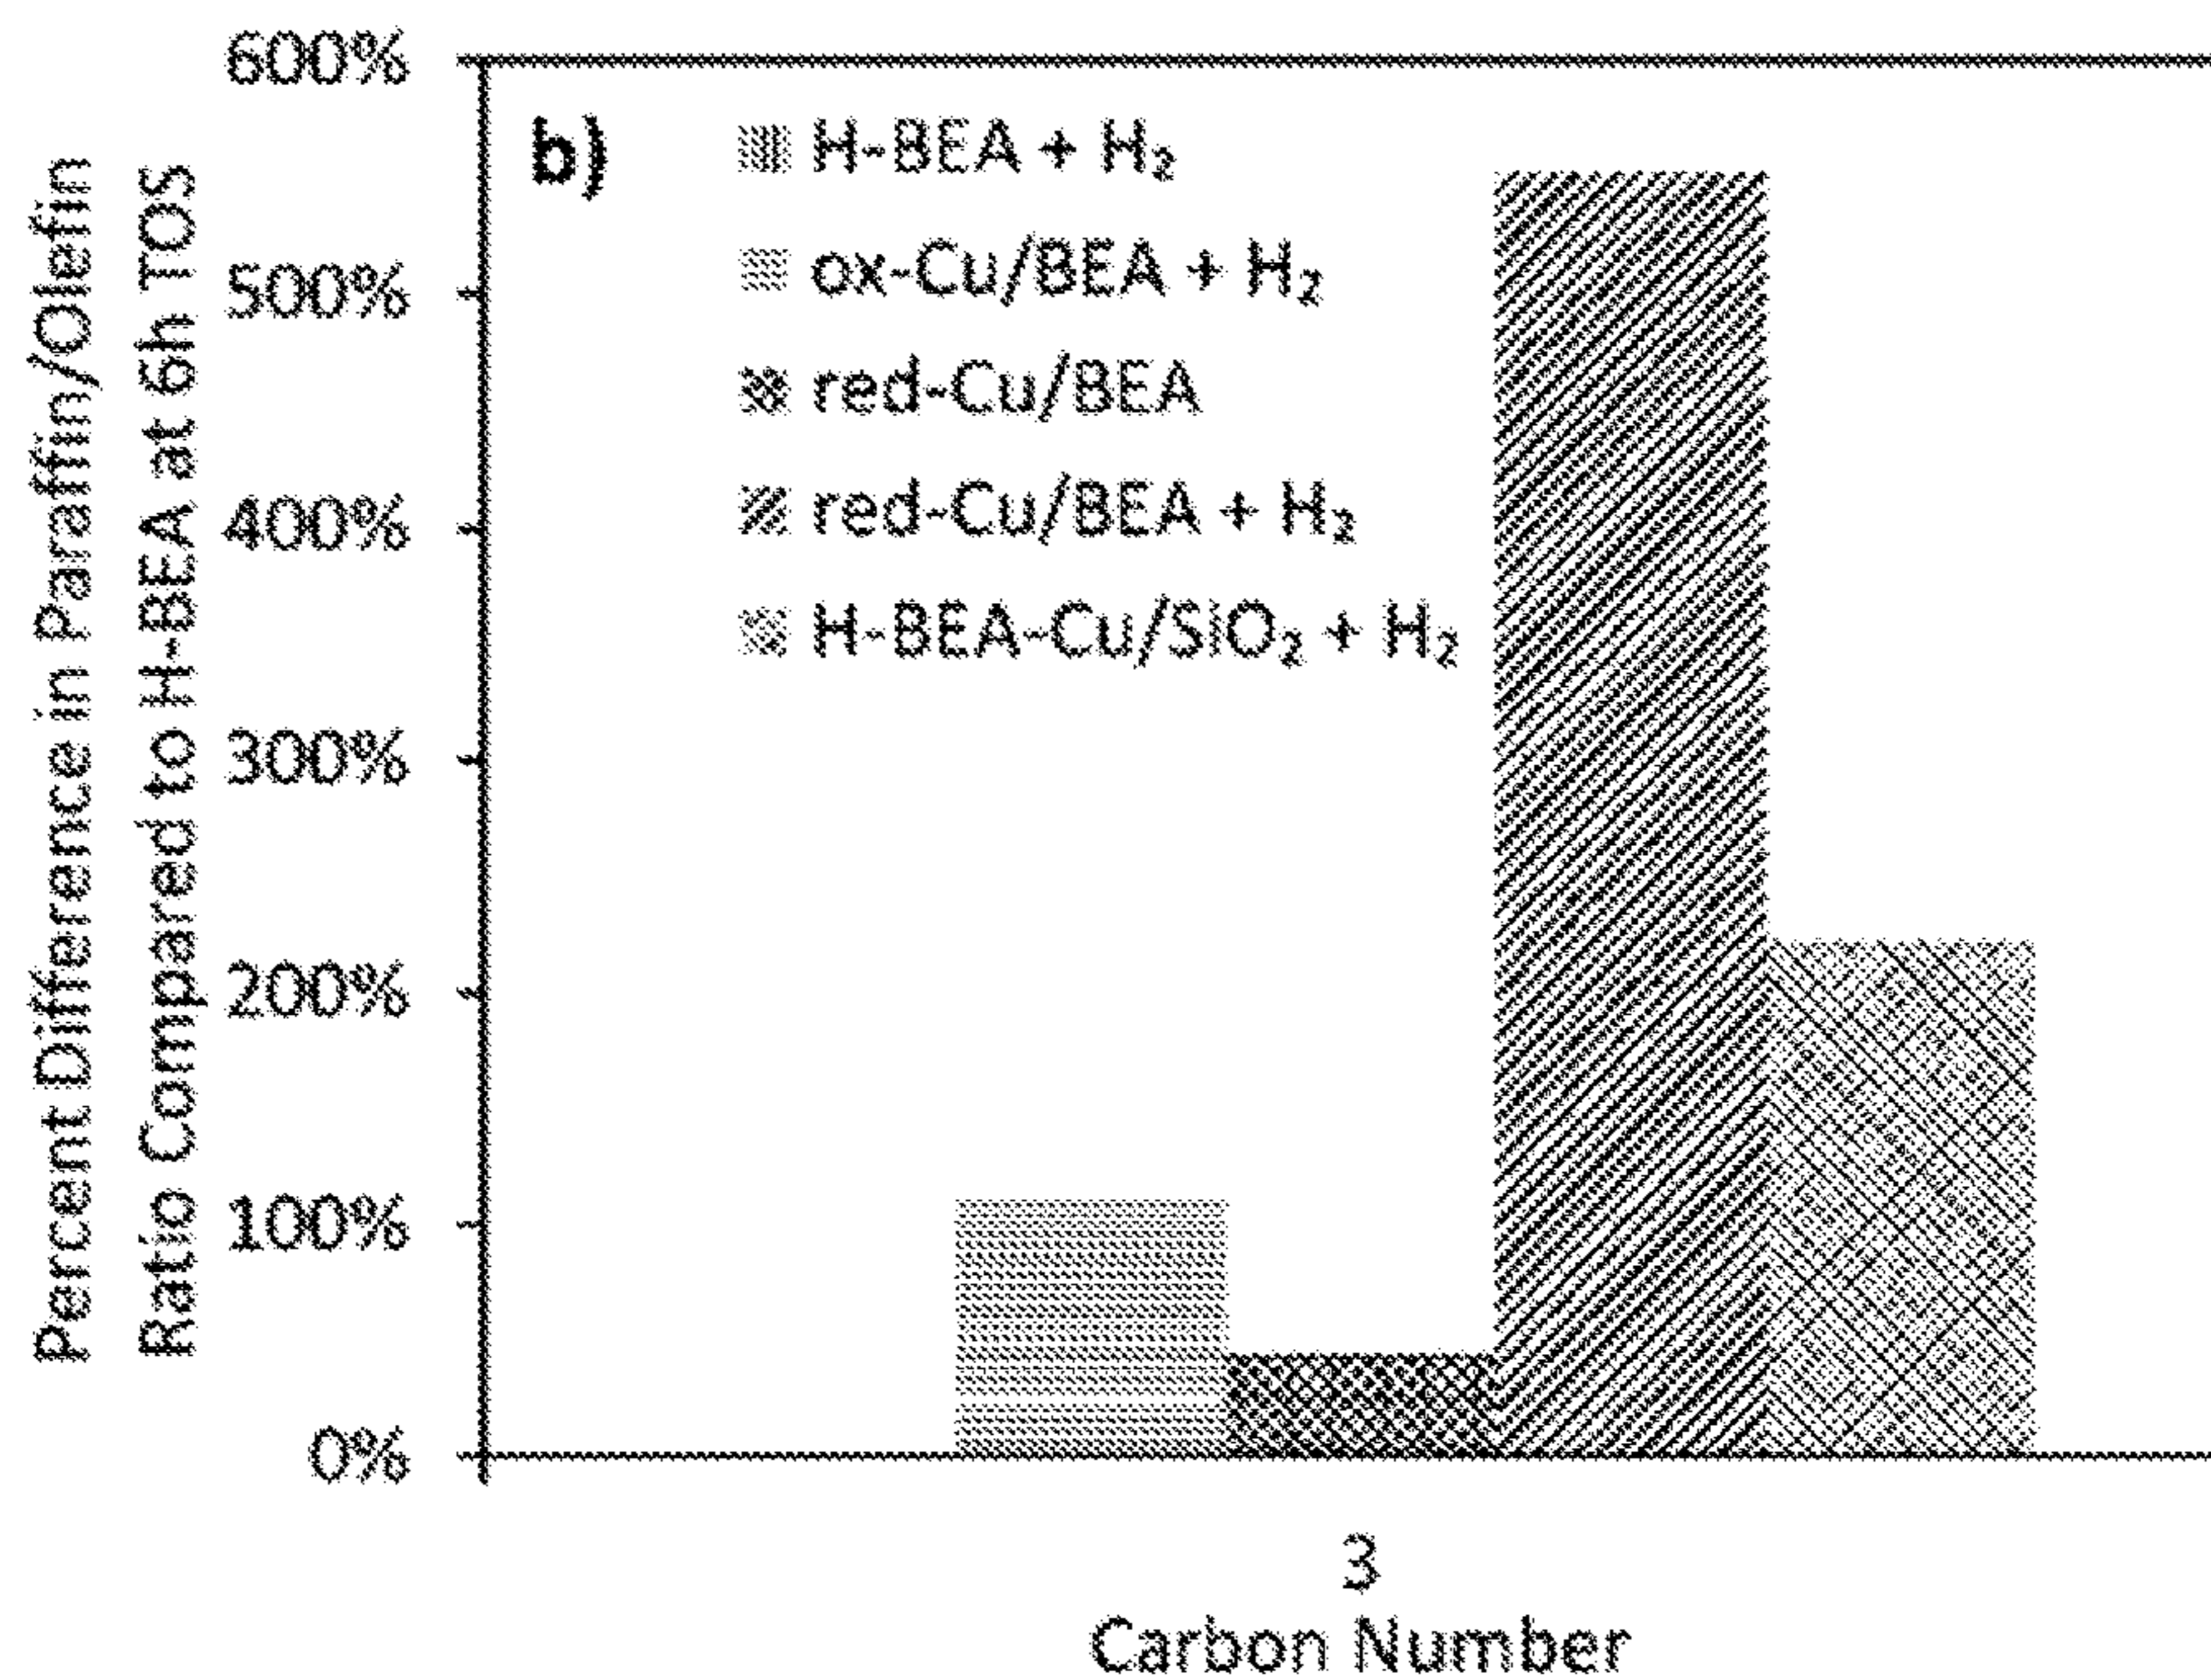 Percent Difference in Paraffin/Olefin
Ratio Compared to H-BEA at 6h TOS
600%
500%
400%
300%
200%
100%
0%
b)
H-BEA + H₂
ox-Cu/BEA + H₂
red-Cu/BEA
red-Cu/BEA + H₂
H-BEA-Cu/SiO₂ + H₂
3
Carbon Number